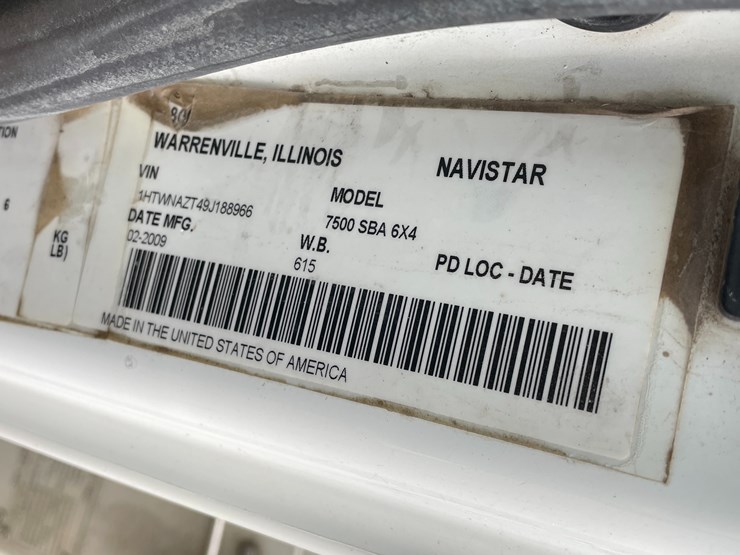 WARRENVILLE, ILLINOIS
NAVISTAR
VIN
1HTWNAZT49J188966
MODEL
7500 SBA 6X4
DATE MFG.
02-2009
W.B.
615
PD LOC - DATE
MADE IN THE UNITED STATES OF AMERICA
6
KG
LB)